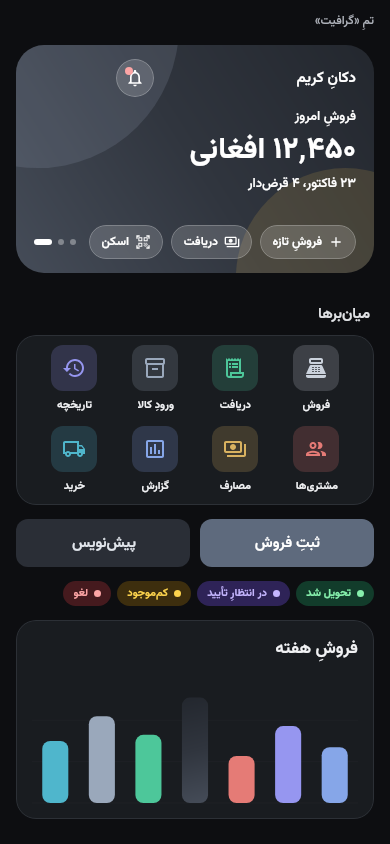 تمِ «گرافیت»
دکانِ کریم
فروشِ امروز
۱۲,۴۵۰ افغانی
۲۳ فاکتور، ۴ قرض‌دار
فروشِ تازه
دریافت
اسکن
میان‌برها
فروش
دریافت
ورودِ کالا
تاریخچه
مشتری‌ها
مصارف
گزارش
خرید
ثبتِ فروش
پیش‌نویس
تحویل شد
در انتظارِ تأیید
کم‌موجود
لغو
فروشِ هفته